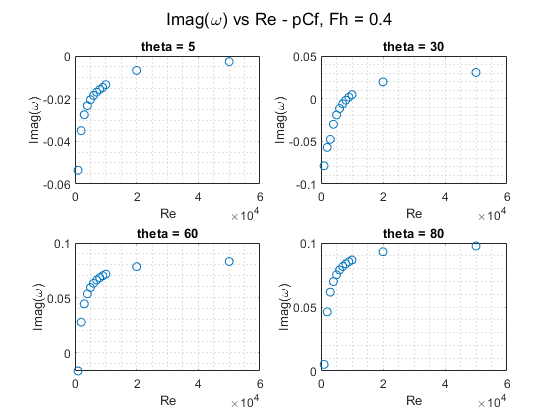 Imag(ω) vs Re - pCf, Fh = 0.4
theta = 5
0
-0.02
-0.04
-0.06
Imag(ω)
0 2 4 6
×10^4
Re
theta = 30
0.05
0
-0.05
-0.1
Imag(ω)
0 2 4 6
×10^4
Re
theta = 60
0.1
0.05
0
Imag(ω)
0 2 4 6
×10^4
Re
theta = 80
0.1
0.05
0
Imag(ω)
0 2 4 6
×10^4
Re